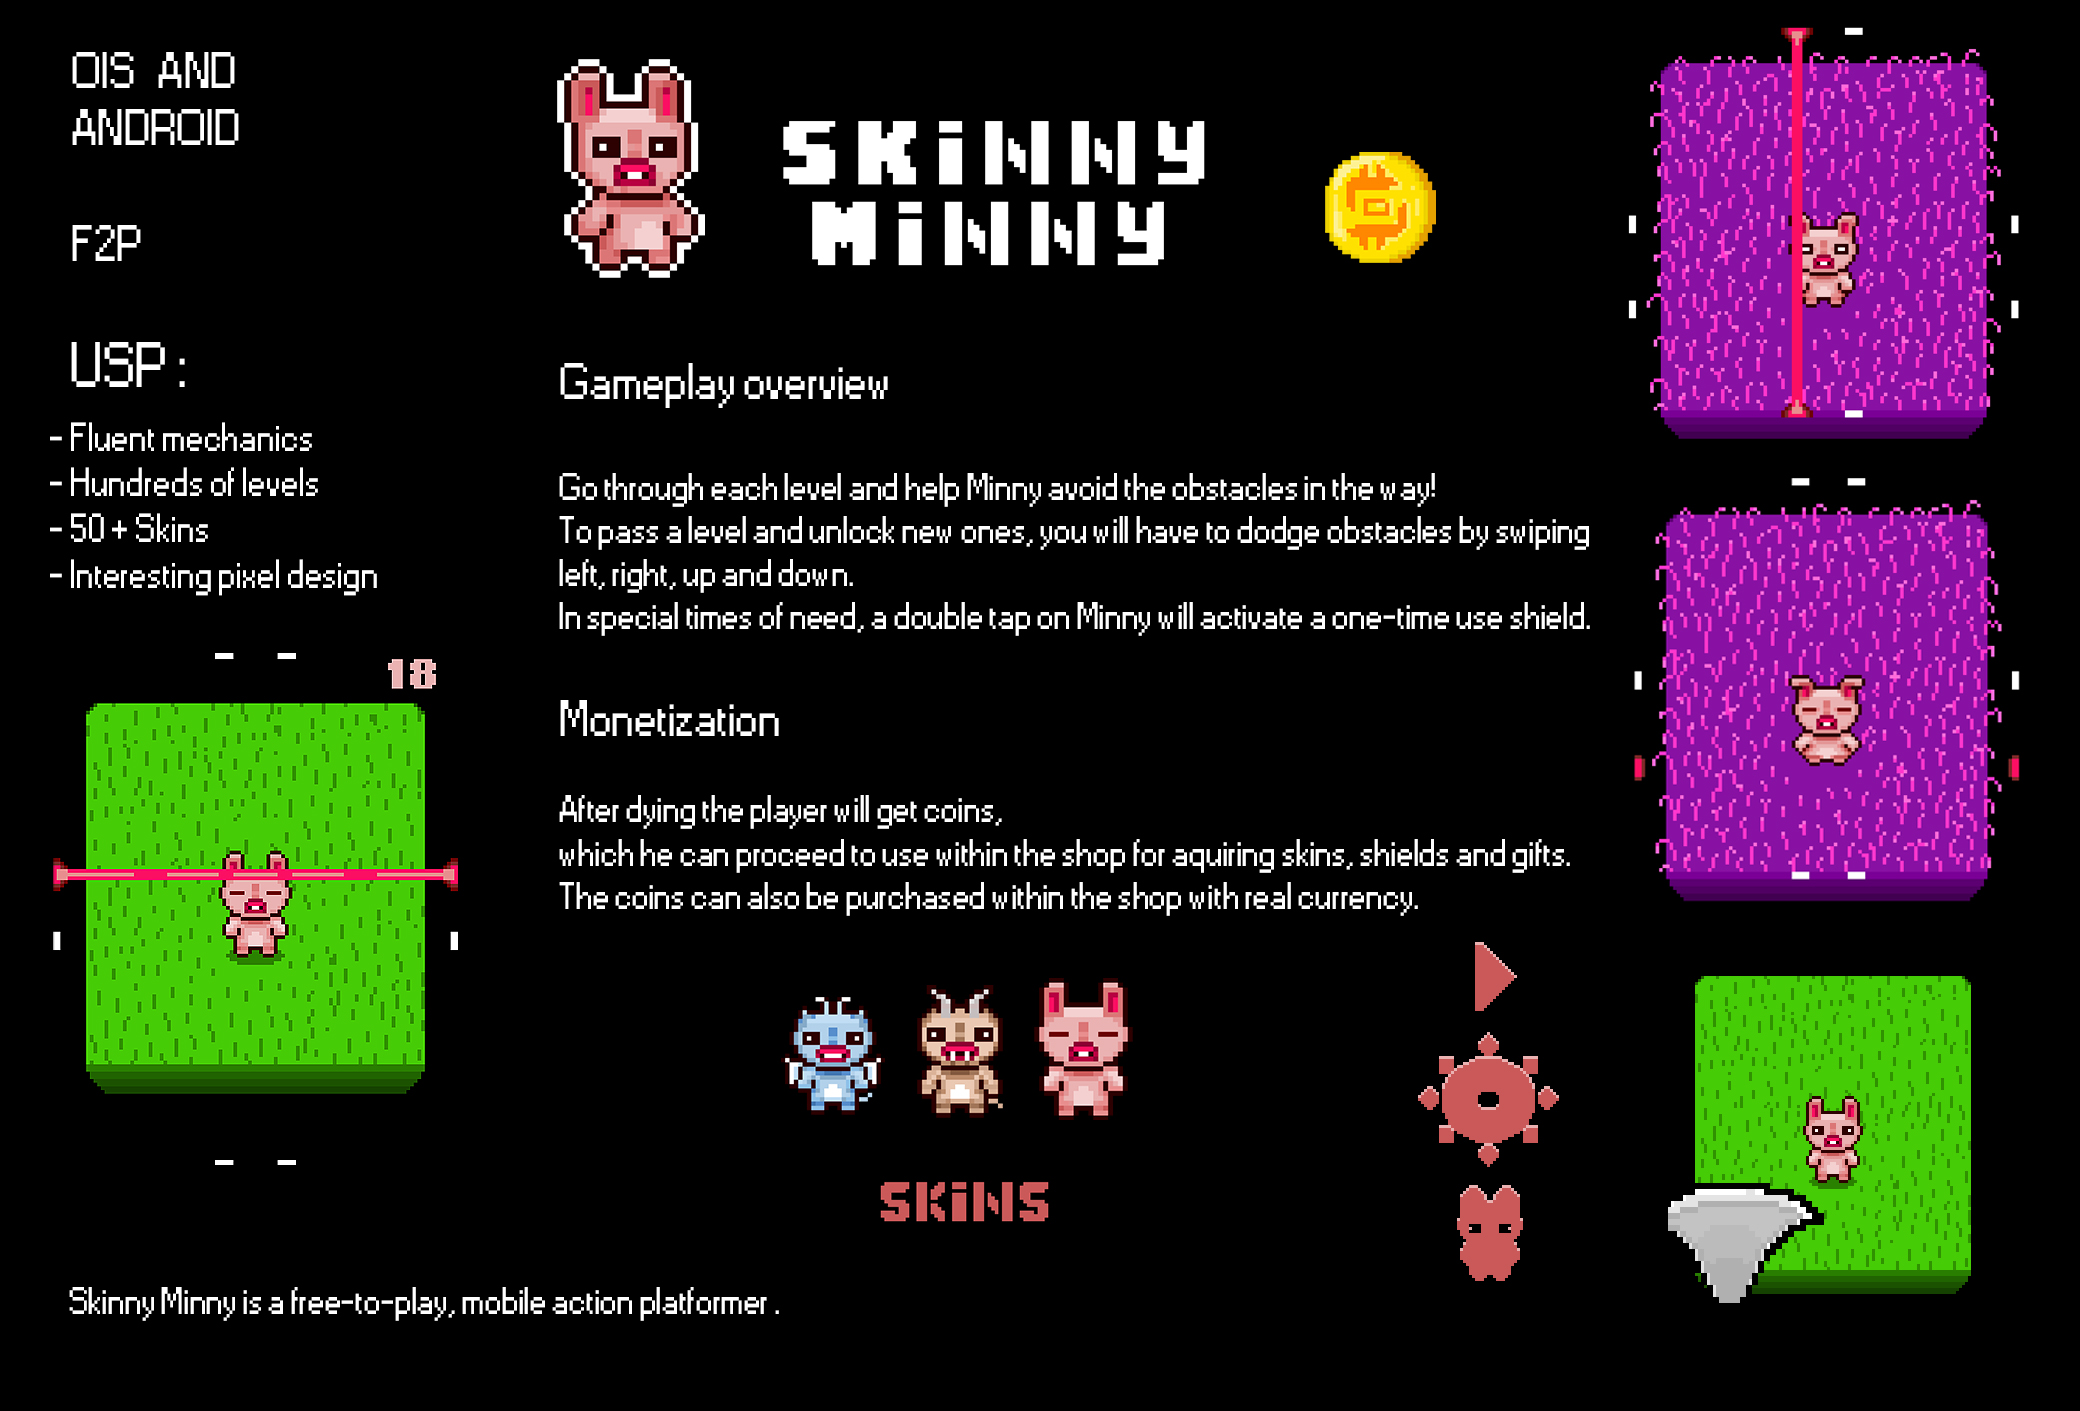 OIS AND
ANDROID
F2P
USP:
- Fluent mechanics
- Hundreds of levels
- 50 + Skins
- Interesting pixel design
18
SKiNNY
MiNNY
Gameplay overview
Go through each level and help Minny avoid the obstacles in the way!
To pass a level and unlock new ones, you will have to dodge obstacles by swiping
left, right, up and down.
In special times of need, a double tap on Minny will activate a one-time use shield.
Monetization
After dying the player will get coins,
which he can proceed to use within the shop for aquiring skins, shields and gifts.
The coins can also be purchased within the shop with real currency.
SKiNS
Skinny Minny is a free-to-play, mobile action platformer .